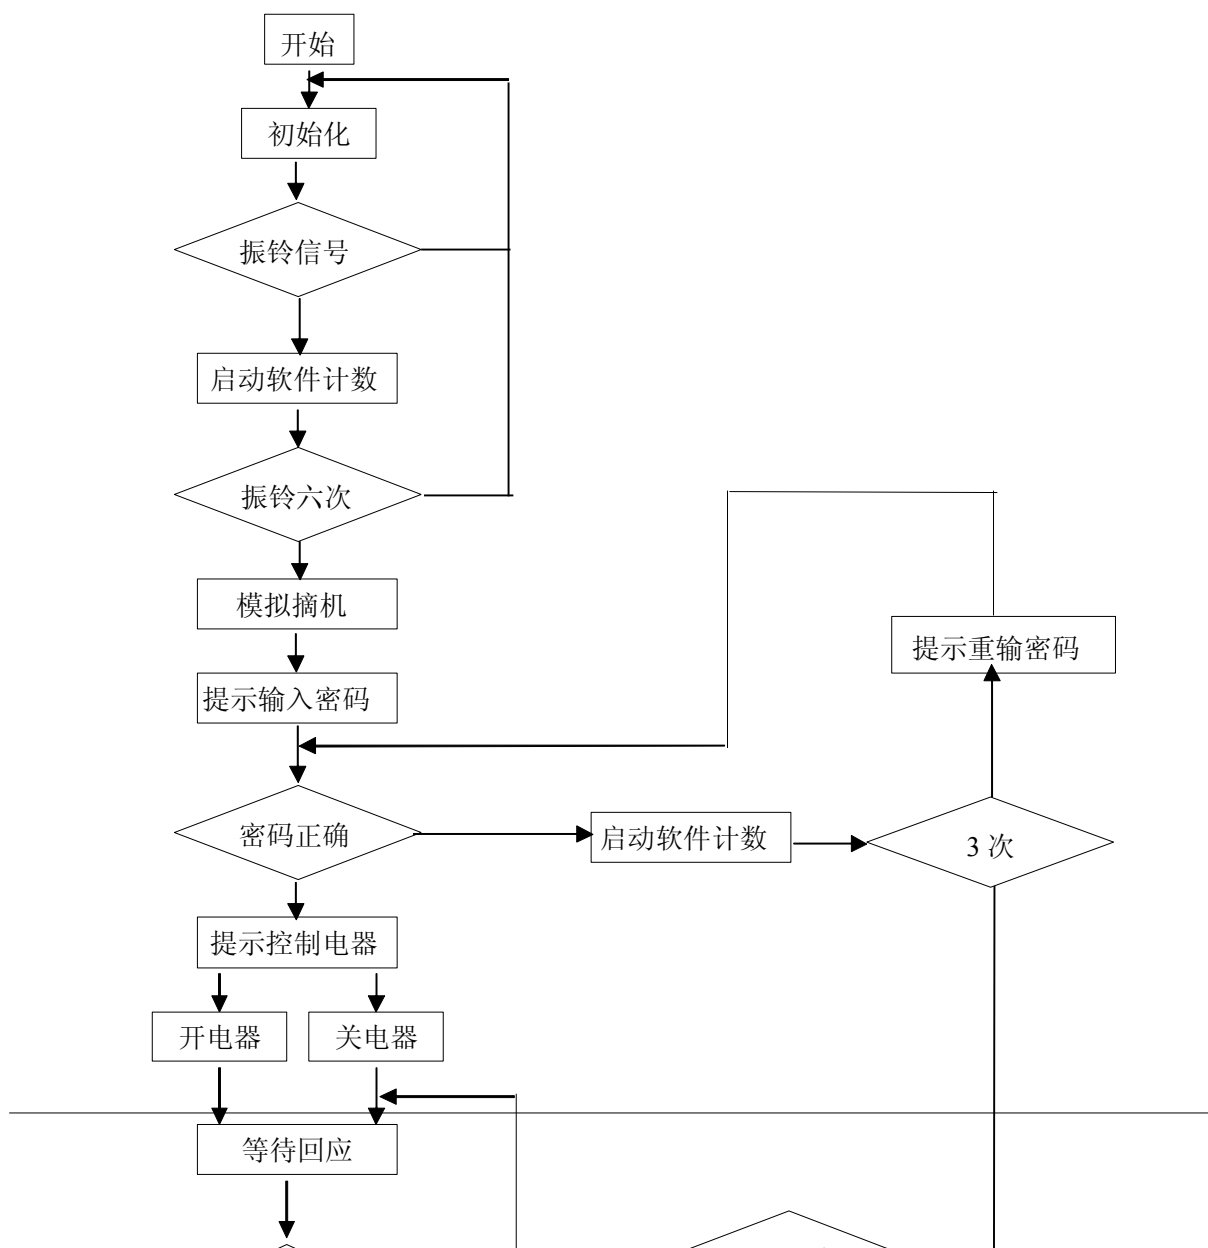 开始
初始化
振铃信号
启动软件计数
振铃六次
模拟摘机
提示重输密码
提示输入密码
密码正确
启动软件计数
3 次
提示控制电器
开电器
关电器
等待回应